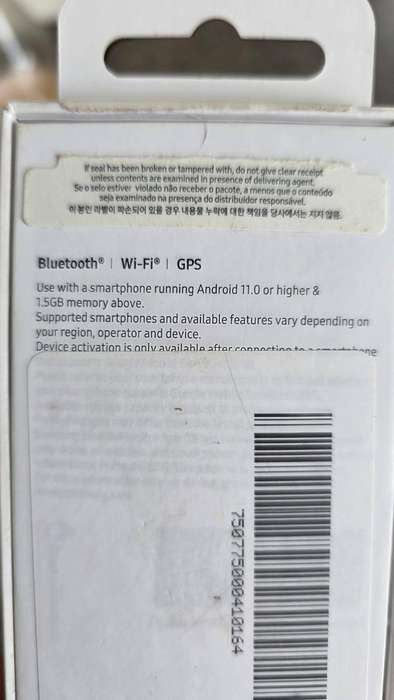 If seal has been broken or tampered with, do not give clear receipt
unless contents are examined in presence of delivering agent.
Se o selo estiver violado não receber o pacote, a menos que o conteúdo
seja examinado na presença do distribuidor responsável.
이 봉인 라벨이 파손되어 있을 경우 내용물 누락에 대한 책임을 당사에서는 지지 않음.
Bluetooth® | Wi-Fi® | GPS
Use with a smartphone running Android 11.0 or higher &
1.5GB memory above.
Supported smartphones and available features vary depending on
your region, operator and device.
Device activation is only available after connection to a smartphone
750775000410164